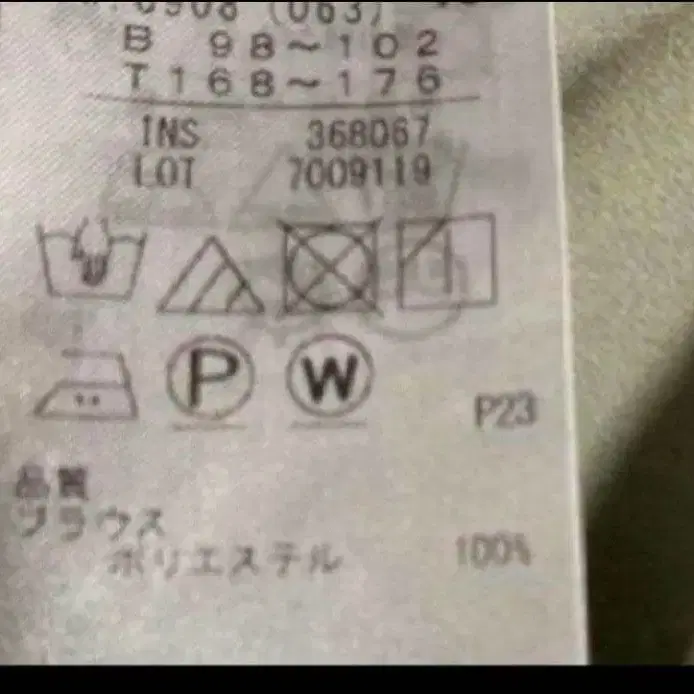 B 98~102
T 168~176
INS 368067
LOT 7009119
P
W
P23
品質
ブラウス
ポリエステル 100%